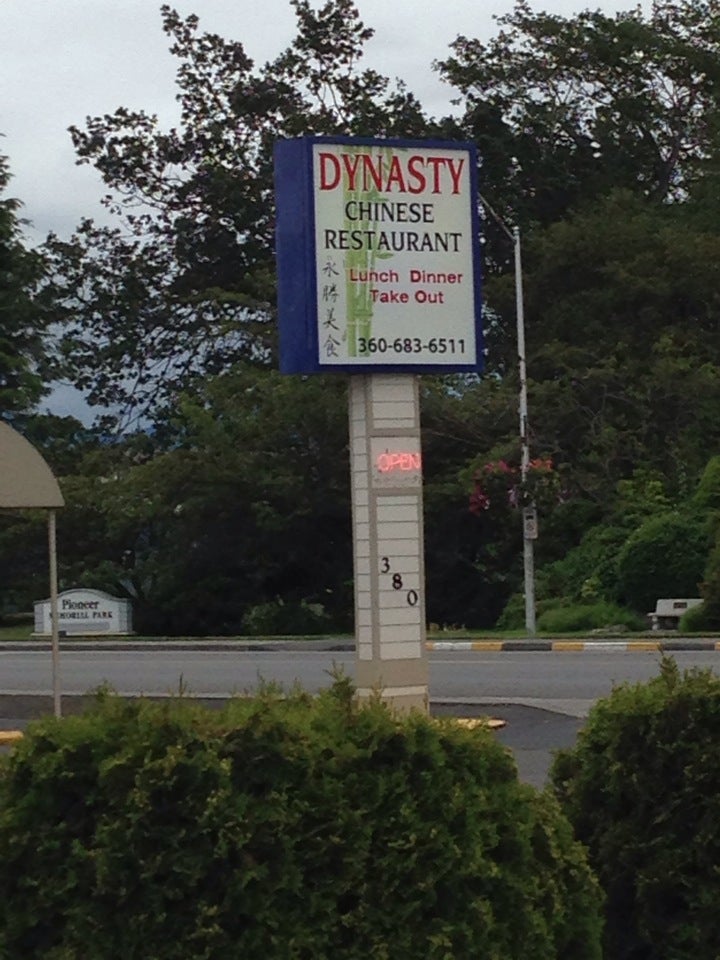 DYNASTY
CHINESE
RESTAURANT
Lunch Dinner
Take Out
永勝美食
360-683-6511
OPEN
380
Pioneer
MEMORIAL PARK